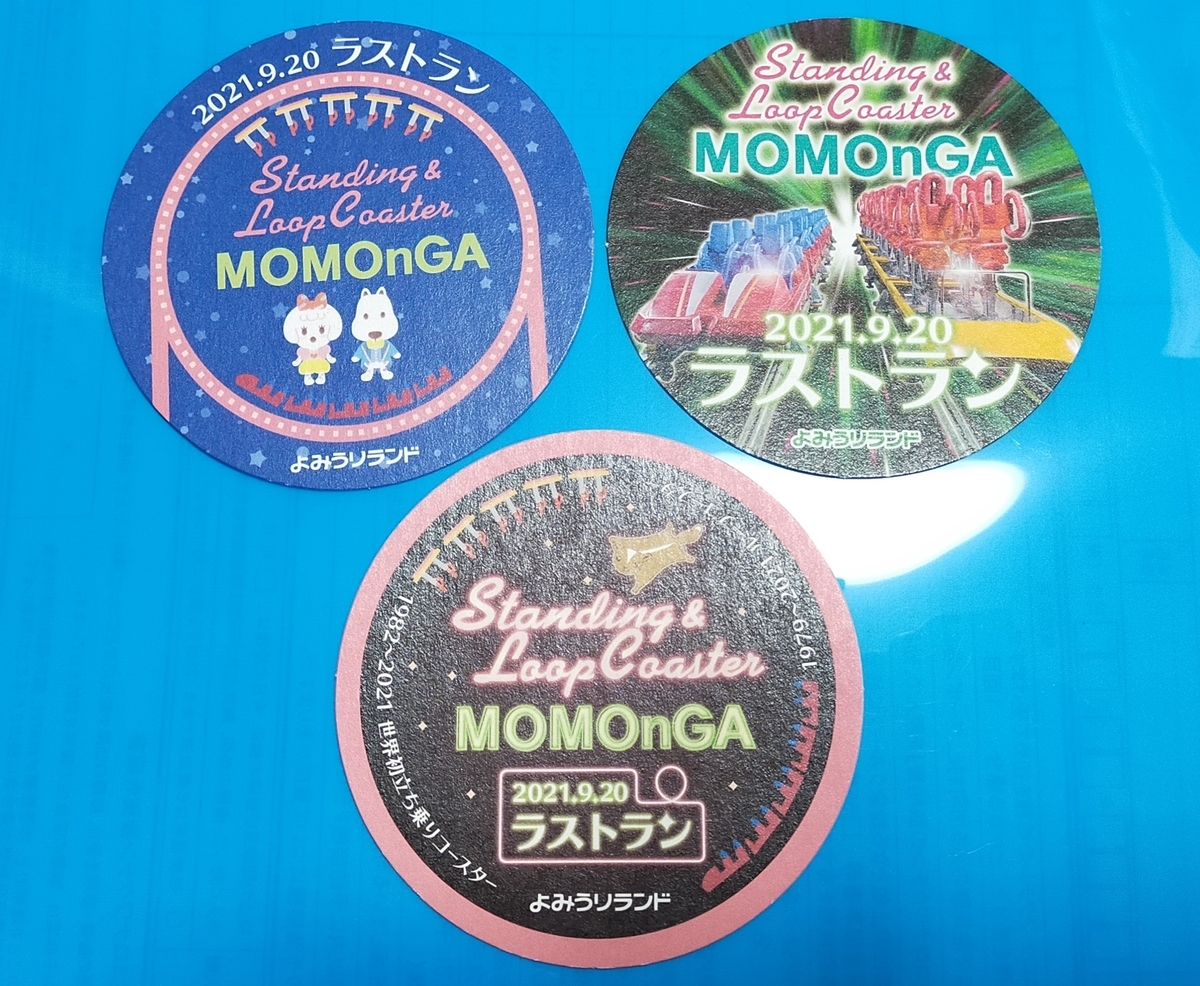 2021.9.20 ラストラン
Standing &
Loop Coaster
MOMOnGA
よみうりランド
Standing &
Loop Coaster
MOMOnGA
2021.9.20
ラストラン
よみうりランド
1979~2021
Standing &
Loop Coaster
MOMOnGA
2021.9.20
ラストラン
1982~2021 世界初立ち乗りコースター
よみうりランド